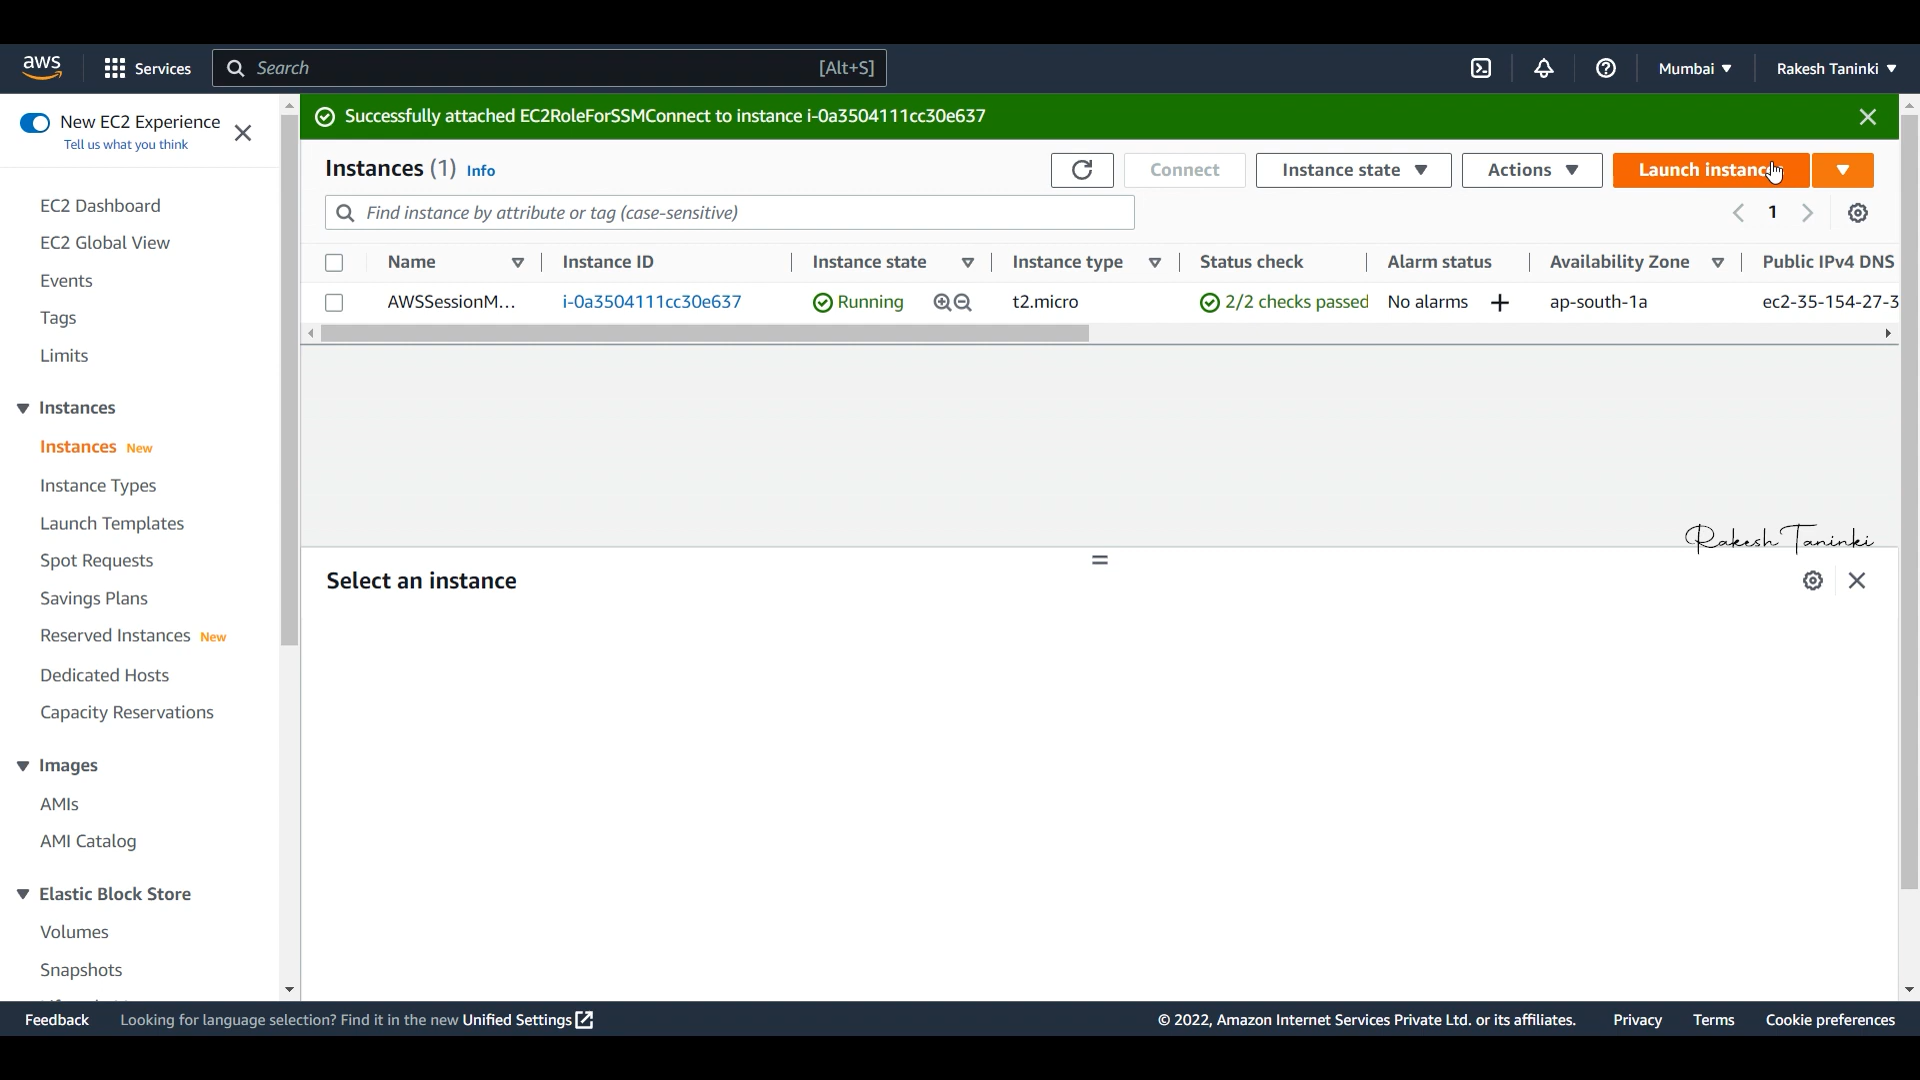 aws
Services
Search
[Alt+S]
Mumbai
Rakesh Taninki
New EC2 Experience
Tell us what you think
EC2 Dashboard
EC2 Global View
Events
Tags
Limits
Instances
Instances New
Instance Types
Launch Templates
Spot Requests
Savings Plans
Reserved Instances New
Dedicated Hosts
Capacity Reservations
Images
AMIs
AMI Catalog
Elastic Block Store
Volumes
Snapshots
Successfully attached EC2RoleForSSMConnect to instance i-0a3504111cc30e637
Instances (1) Info
Connect
Instance state
Actions
Launch instance
Find instance by attribute or tag (case-sensitive)
1
Name Instance ID Instance state Instance type Status check Alarm status Availability Zone Public IPv4 DNS
AWSSessionM... i-0a3504111cc30e637 Running t2.micro 2/2 checks passed No alarms + ap-south-1a ec2-35-154-27-3
Rakesh Taninki
Select an instance
Feedback Looking for language selection? Find it in the new Unified Settings
© 2022, Amazon Internet Services Private Ltd. or its affiliates. Privacy Terms Cookie preferences